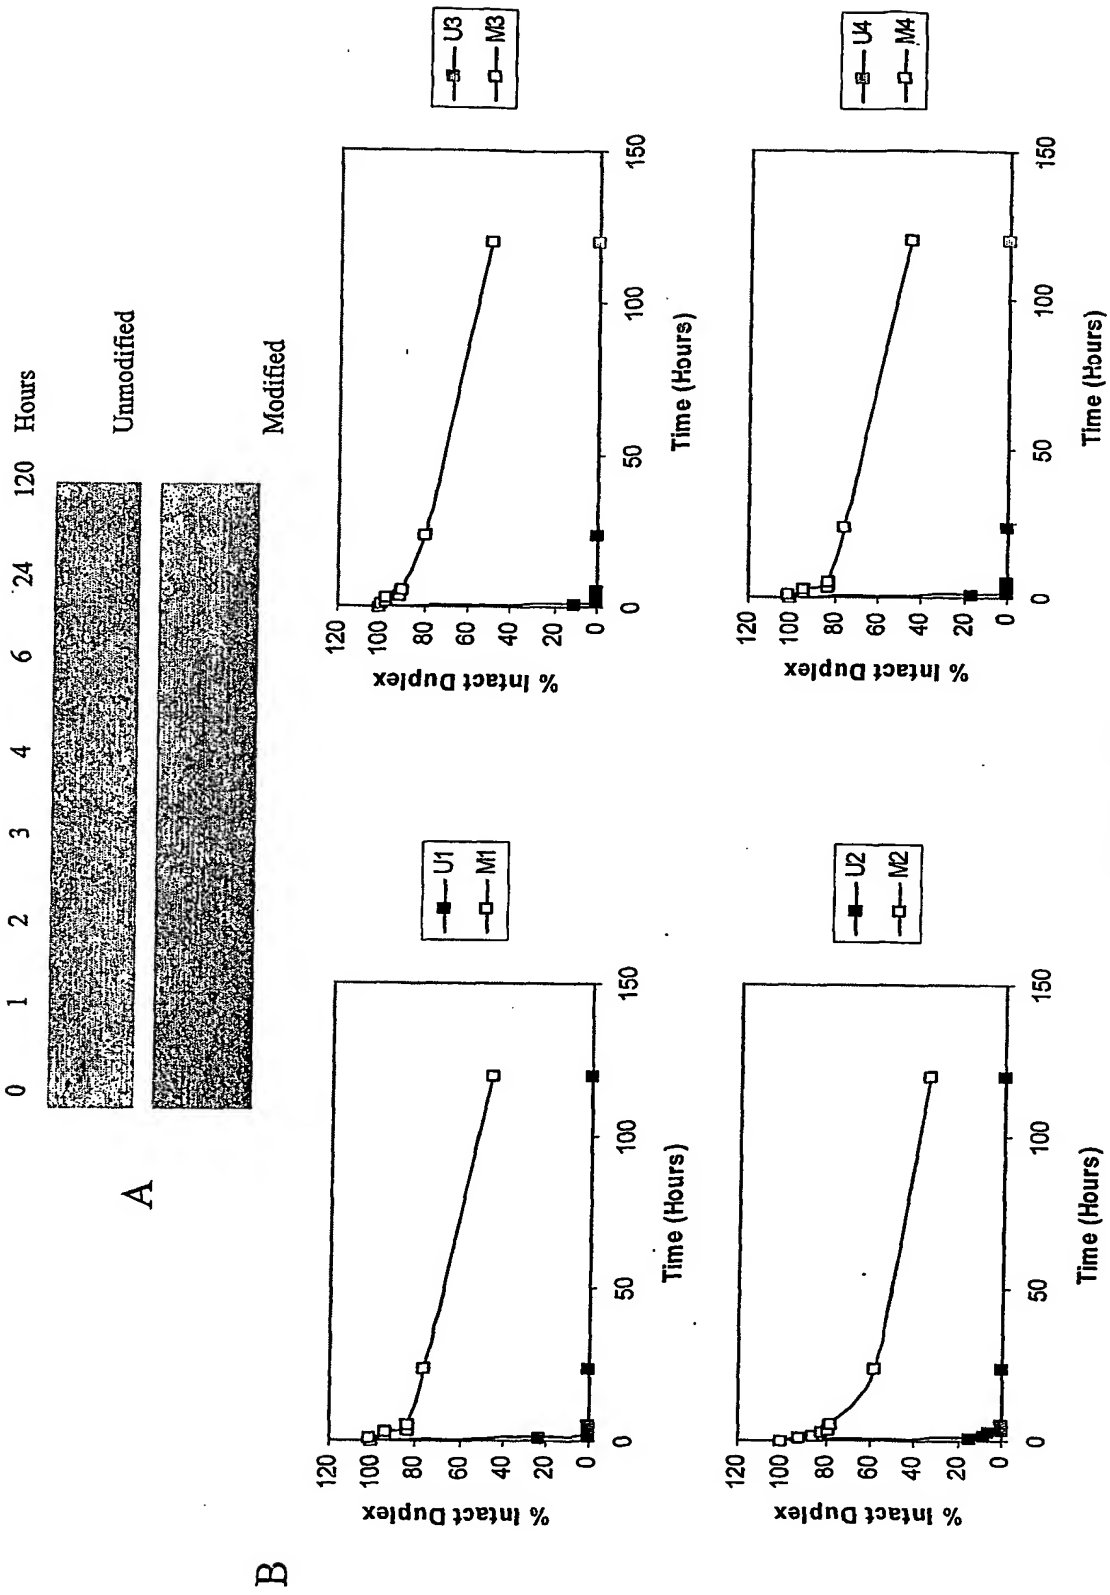 A
0 1 2 3 4 6 24 120 Hours
Unmodified
Modified
B
% Intact Duplex
120
100
80
60
40
20
0
0 50 100 150
Time (Hours)
U1
M1
% Intact Duplex
120
100
80
60
40
20
0
0 50 100 150
Time (Hours)
U3
M3
% Intact Duplex
120
100
80
60
40
20
0
0 50 100 150
Time (Hours)
U2
M2
% Intact Duplex
120
100
80
60
40
20
0
0 50 100 150
Time (Hours)
U4
M4